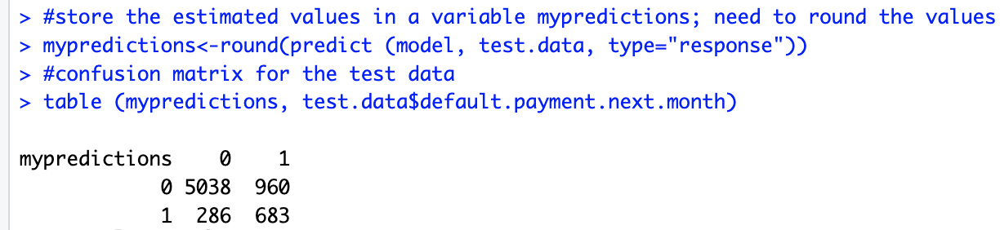 > #store the estimated values in a variable mypredictions; need to round the values
> mypredictions<-round(predict (model, test.data, type="response"))
> #confusion matrix for the test data
> table (mypredictions, test.data$default.payment.next.month)
mypredictions    0    1
            0 5038  960
            1  286  683